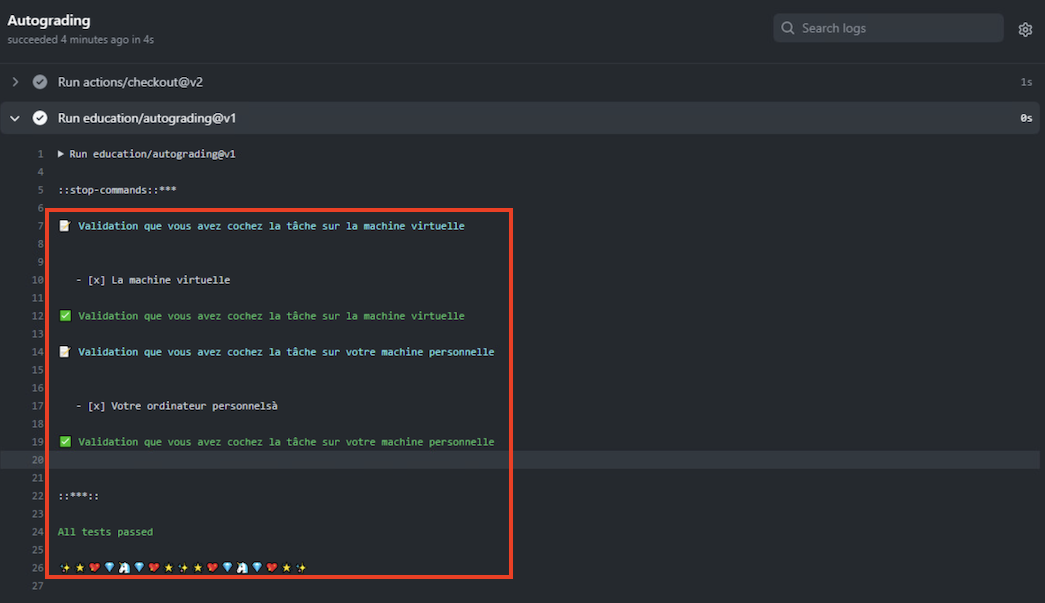 Autograding
succeeded 4 minutes ago in 4s
Search logs
Run actions/checkout@v2 1s
Run education/autograding@v1 0s
1 ▶ Run education/autograding@v1
4
5 ::stop-commands::***
6
7 📝 Validation que vous avez cochez la tâche sur la machine virtuelle
8
9
10 - [x] La machine virtuelle
11
12 ✅ Validation que vous avez cochez la tâche sur la machine virtuelle
13
14 📝 Validation que vous avez cochez la tâche sur votre machine personnelle
15
16
17 - [x] Votre ordinateur personnelsà
18
19 ✅ Validation que vous avez cochez la tâche sur votre machine personnelle
20
21
22 ::***::
23
24 All tests passed
25
26 ✨⭐💖💎🦄💎💖⭐✨⭐💖💎🦄💎💖⭐✨
27